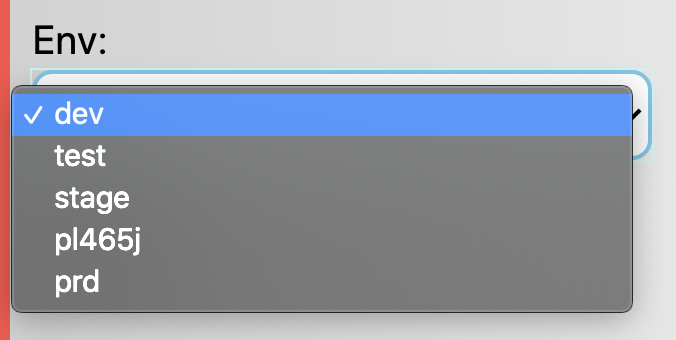 Env:
dev
test
stage
pl465j
prd